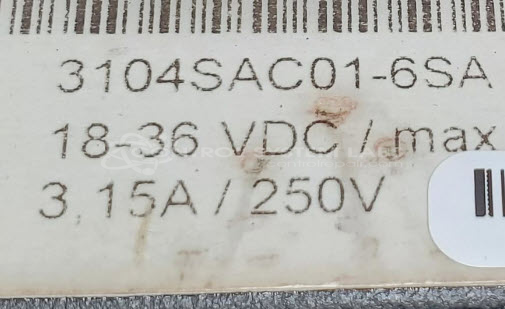 3104SAC01-6SA
18-36 VDC / max
3,15A / 250V